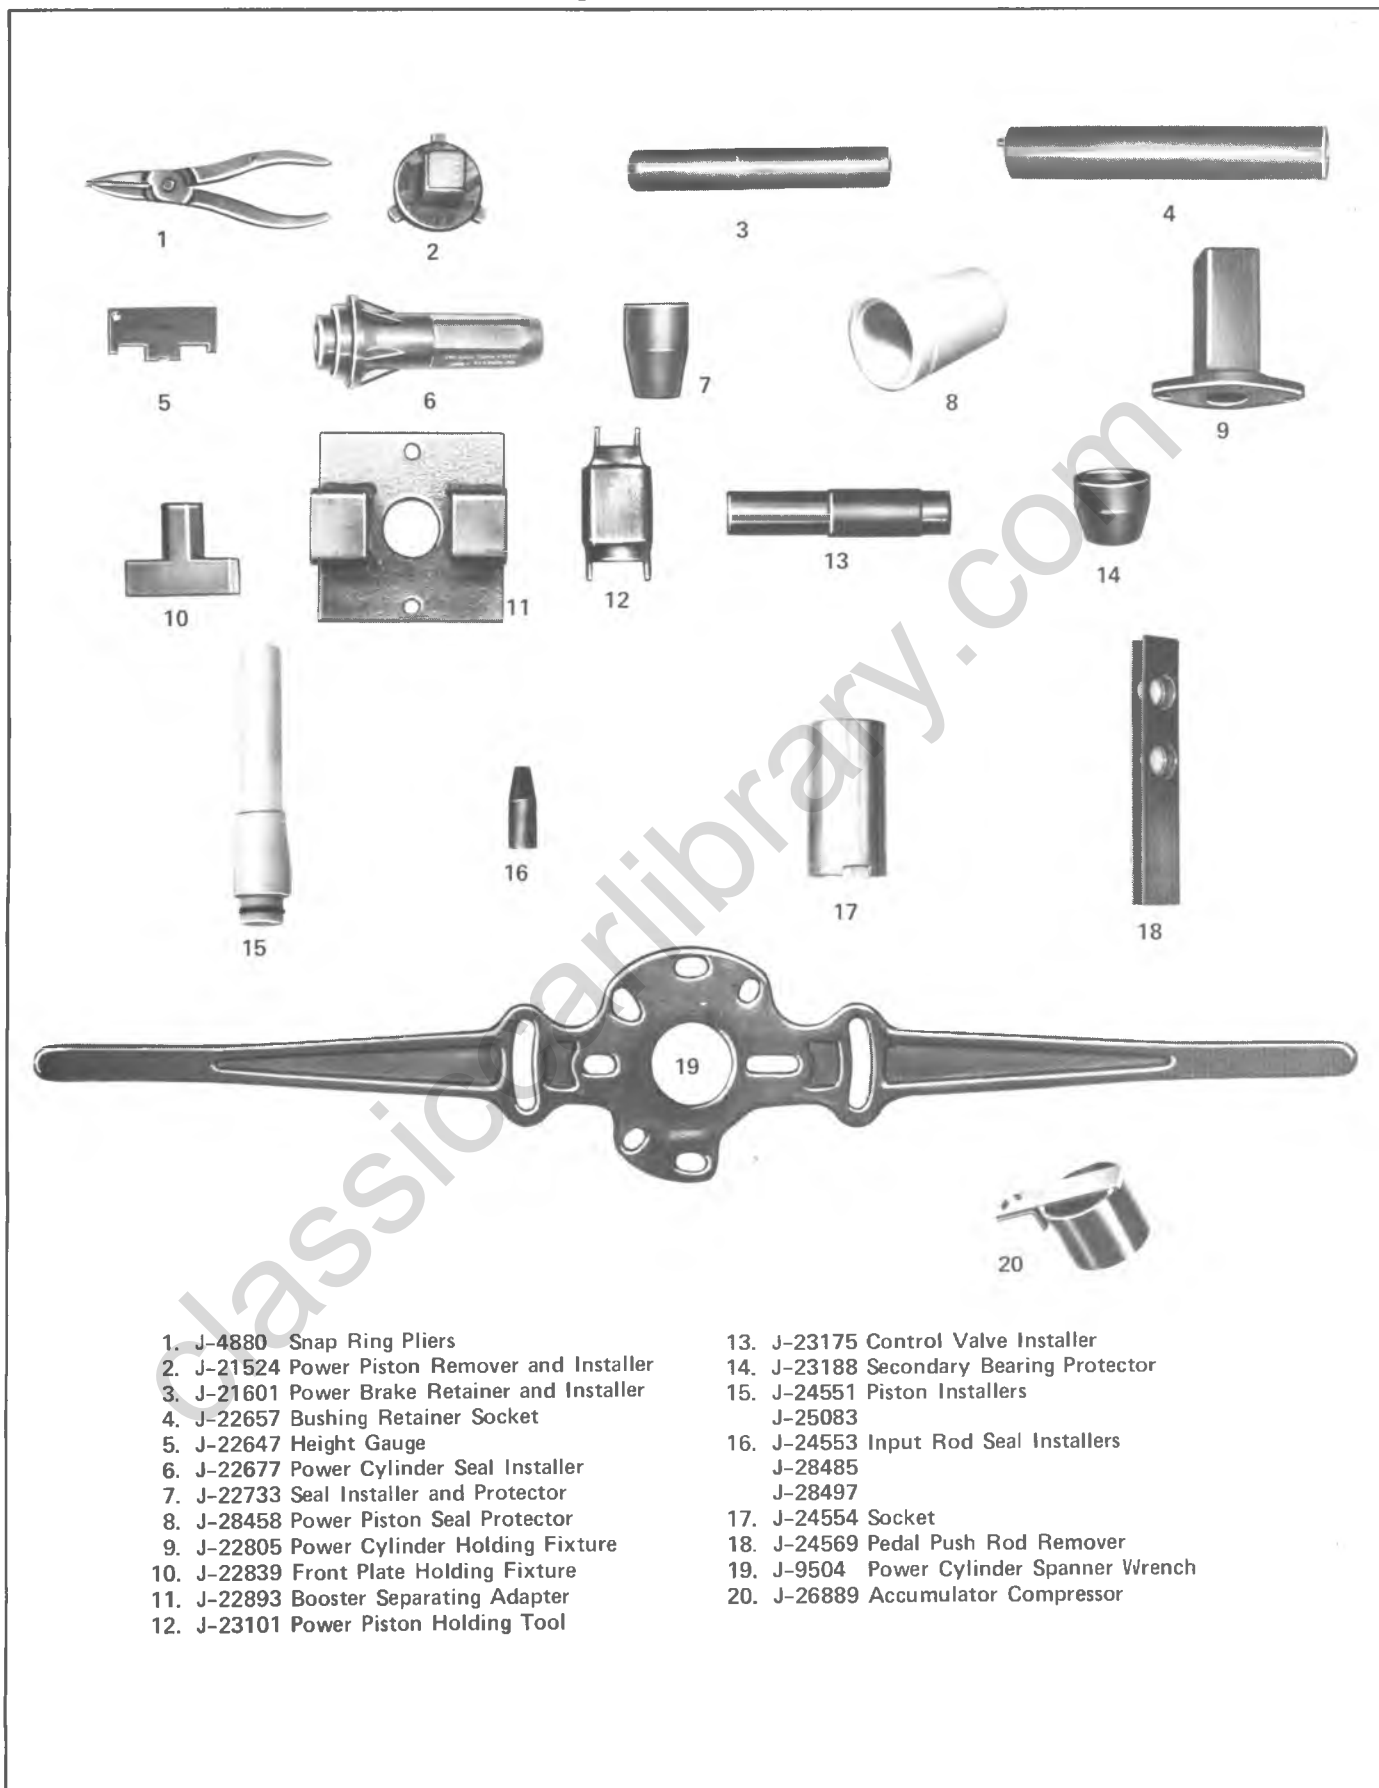 1
2
3
4
5
6
7
8
9
10
11
12
13
14
15
16
17
18
19
20
classiccarlibrary.com
1. J-4880 Snap Ring Pliers
2. J-21524 Power Piston Remover and Installer
3. J-21601 Power Brake Retainer and Installer
4. J-22657 Bushing Retainer Socket
5. J-22647 Height Gauge
6. J-22677 Power Cylinder Seal Installer
7. J-22733 Seal Installer and Protector
8. J-28458 Power Piston Seal Protector
9. J-22805 Power Cylinder Holding Fixture
10. J-22839 Front Plate Holding Fixture
11. J-22893 Booster Separating Adapter
12. J-23101 Power Piston Holding Tool
13. J-23175 Control Valve Installer
14. J-23188 Secondary Bearing Protector
15. J-24551 Piston Installers
J-25083
16. J-24553 Input Rod Seal Installers
J-28485
J-28497
17. J-24554 Socket
18. J-24569 Pedal Push Rod Remover
19. J-9504 Power Cylinder Spanner Wrench
20. J-26889 Accumulator Compressor